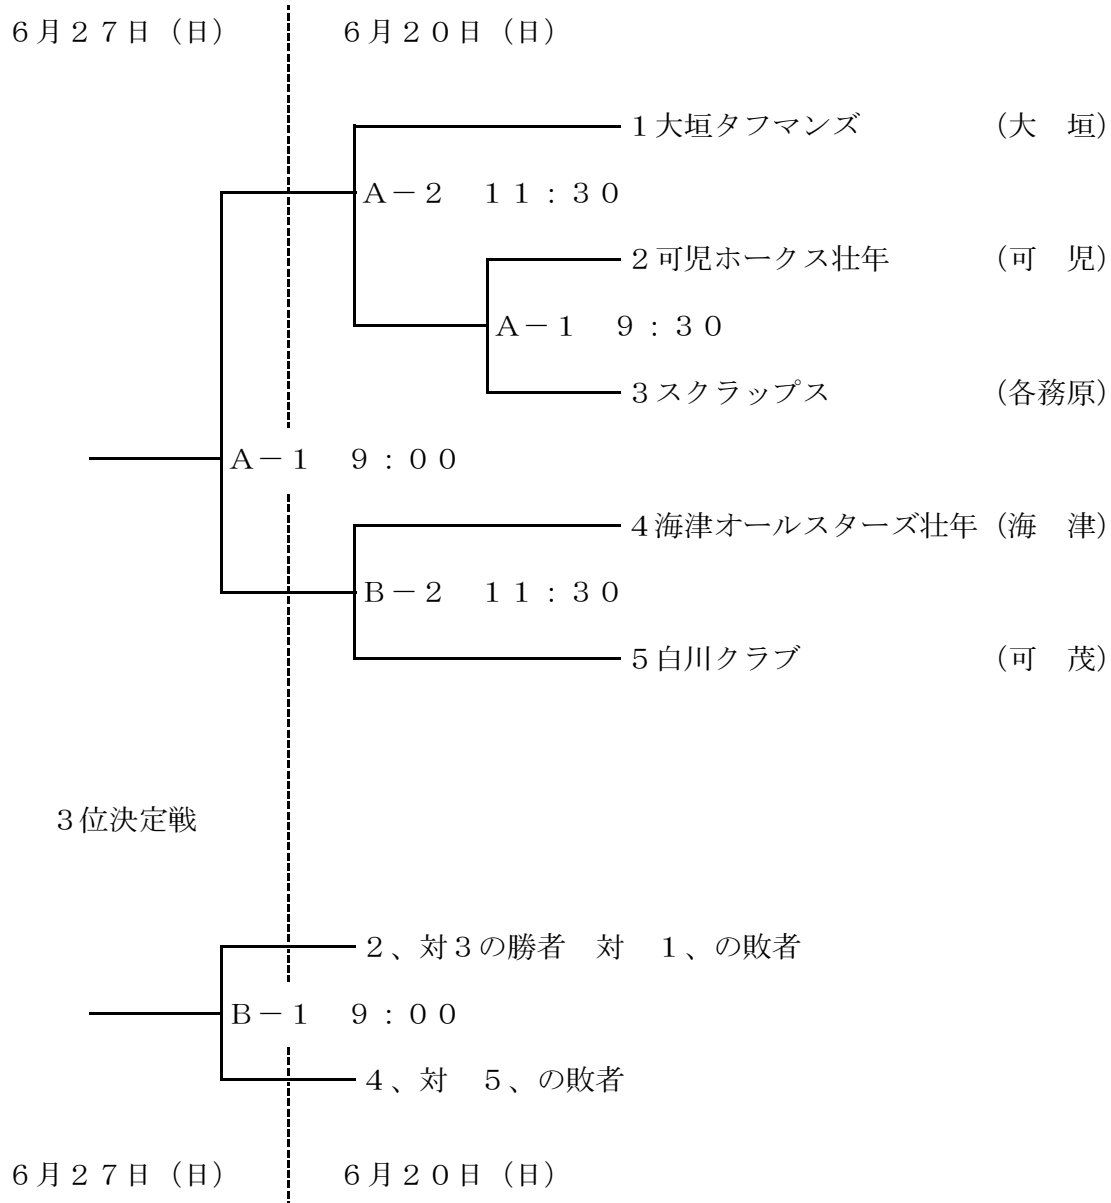 ６月２７日（日）　６月２０日（日）
１大垣タフマンズ　（大　垣）
Ａ－２　１１：３０
２可児ホークス壮年　（可　児）
Ａ－１　９：３０
３スクラップス　（各務原）
Ａ－１　９：００
４海津オールスターズ壮年（海　津）
Ｂ－２　１１：３０
５白川クラブ　（可　茂）
３位決定戦
２、対３の勝者　対　１、の敗者
Ｂ－１　９：００
４、対　５、の敗者
６月２７日（日）　６月２０日（日）